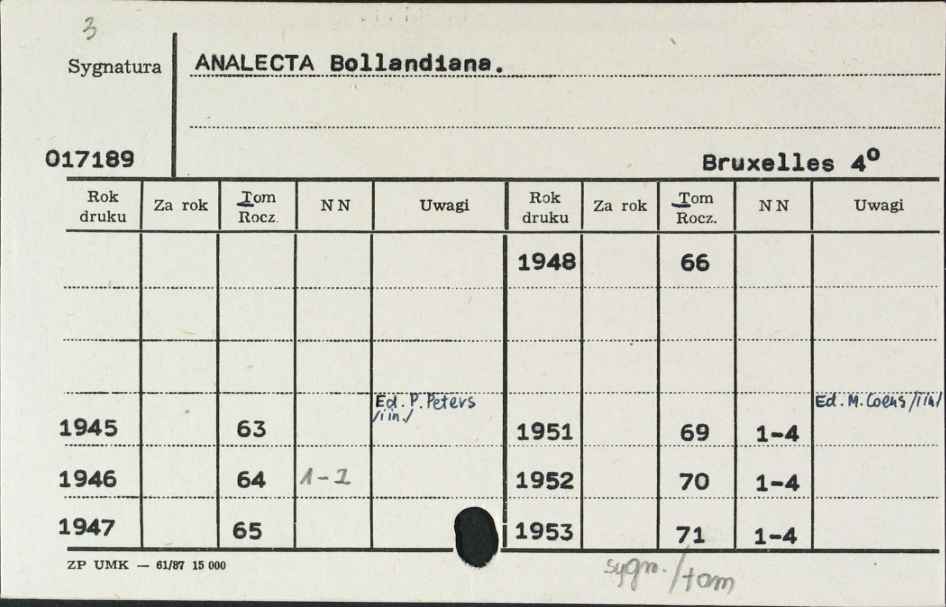 3
Sygnatura
ANALECTA Bollandiana.
017189
Bruxelles 4º
Rok druku Za rok Tom Rocz. NN Uwagi Rok druku Za rok Tom Rocz. NN Uwagi
1948 66
Ed. P. Peters /i in./ Ed. M. Coens /i in/
1945 63 1951 69 1-4
1946 64 1-2 1952 70 1-4
1947 65 1953 71 1-4
ZP UMK — 61/87 15 000
sygn./tom